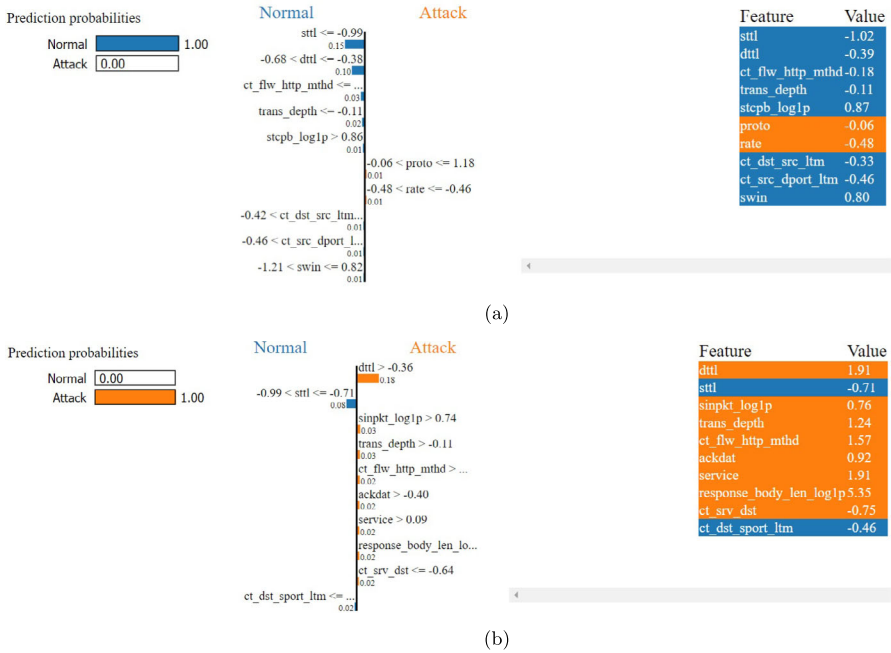 Prediction probabilities
Normal 1.00
Attack 0.00
Normal Attack
sttl <= -0.99
0.15
-0.68 < dttl <= -0.38
0.10
ct_flw_http_mthd <= ...
0.03
trans_depth <= -0.11
0.02
stcpb_log1p > 0.86
0.01
-0.06 < proto <= 1.18
0.01
-0.48 < rate <= -0.46
0.01
-0.42 < ct_dst_src_ltm...
0.01
-0.46 < ct_src_dport_l...
0.01
-1.21 < swin <= 0.82
0.01
Feature Value
sttl -1.02
dttl -0.39
ct_flw_http_mthd -0.18
trans_depth -0.11
stcpb_log1p 0.87
proto -0.06
rate -0.48
ct_dst_src_ltm -0.33
ct_src_dport_ltm -0.46
swin 0.80
(a)
Prediction probabilities
Normal 0.00
Attack 1.00
Normal Attack
dttl > -0.36
0.18
-0.99 < sttl <= -0.71
0.08
sinpkt_log1p > 0.74
0.03
trans_depth > -0.11
0.03
ct_flw_http_mthd > ...
0.02
ackdat > -0.40
0.02
service > 0.09
0.02
response_body_len_lo...
0.02
ct_srv_dst <= -0.64
0.02
ct_dst_sport_ltm <= ...
0.02
Feature Value
dttl 1.91
sttl -0.71
sinpkt_log1p 0.76
trans_depth 1.24
ct_flw_http_mthd 1.57
ackdat 0.92
service 1.91
response_body_len_log1p 5.35
ct_srv_dst -0.75
ct_dst_sport_ltm -0.46
(b)